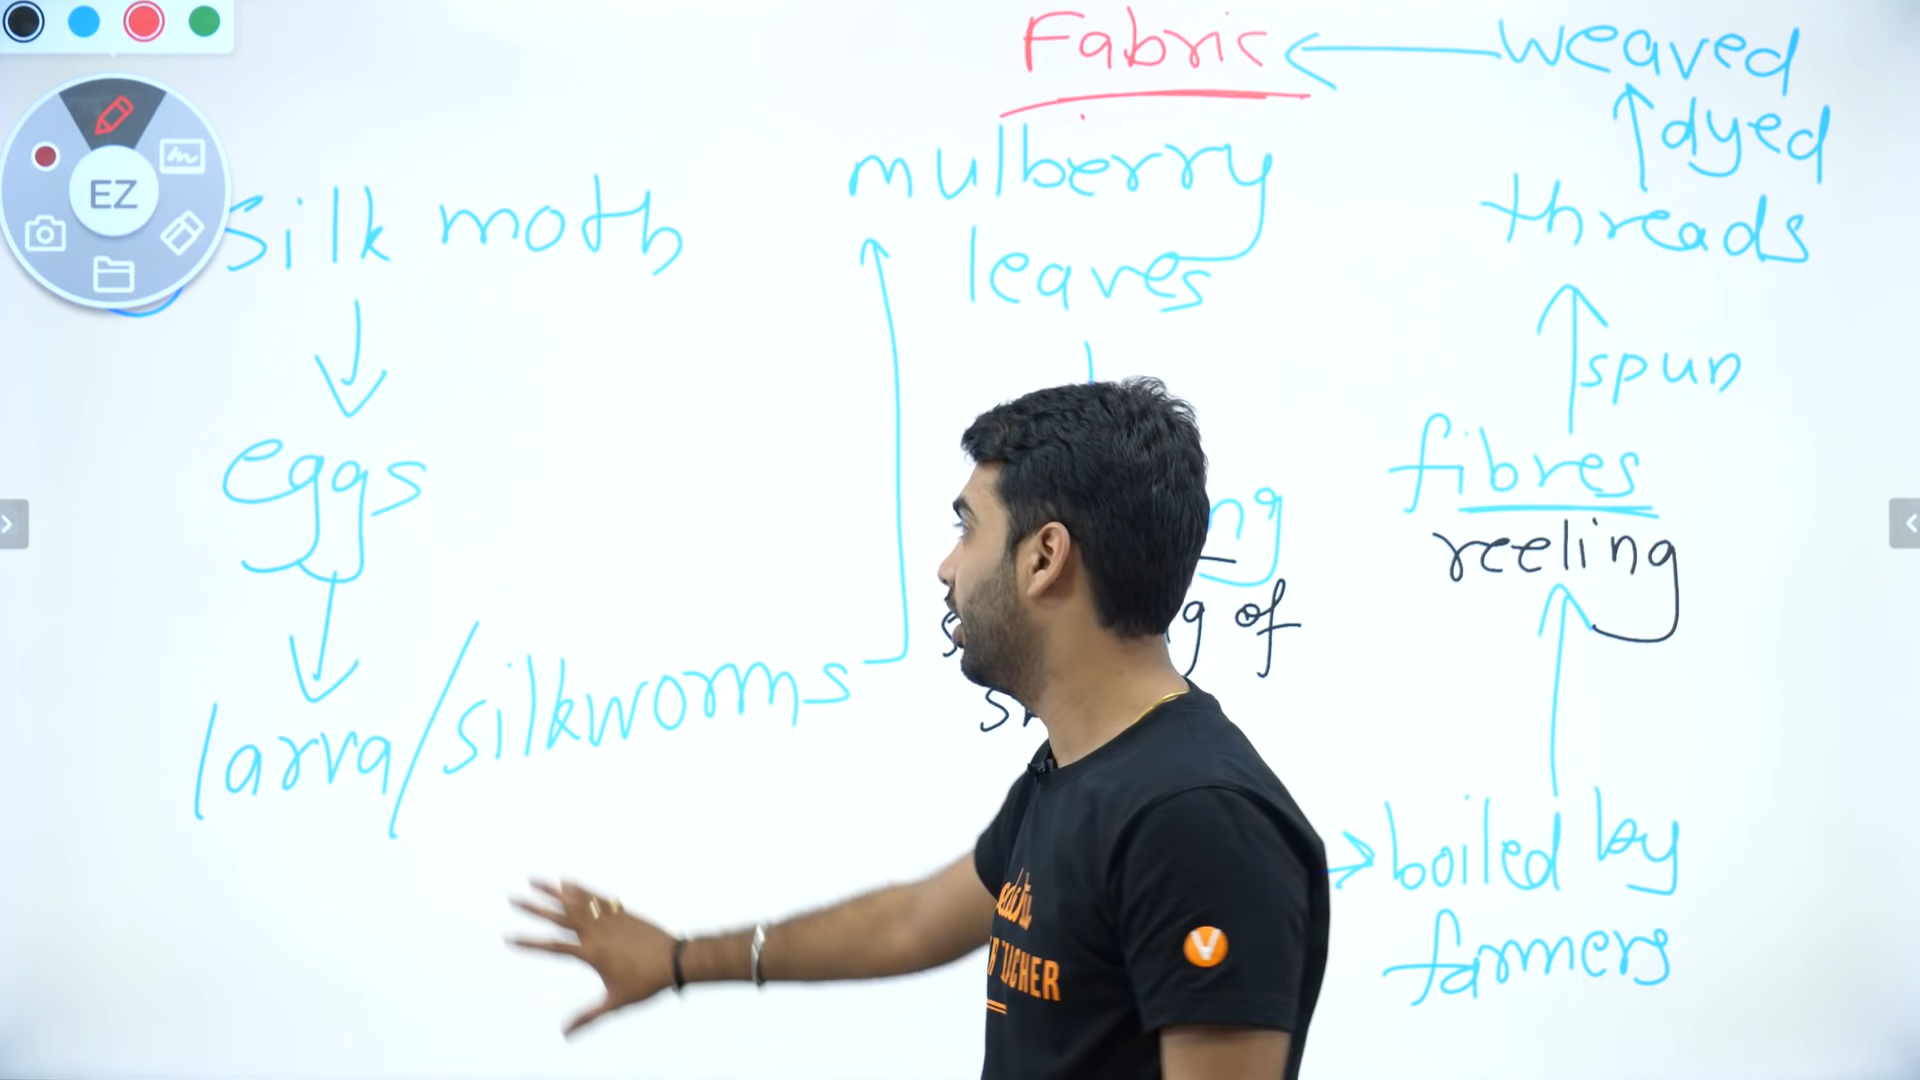 EZ
Silk moth
eggs
larva/silkworms
mulberry
leaves
g of
Fabric
weaved
dyed
threads
spun
fibres
reeling
boiled by
farmers
V